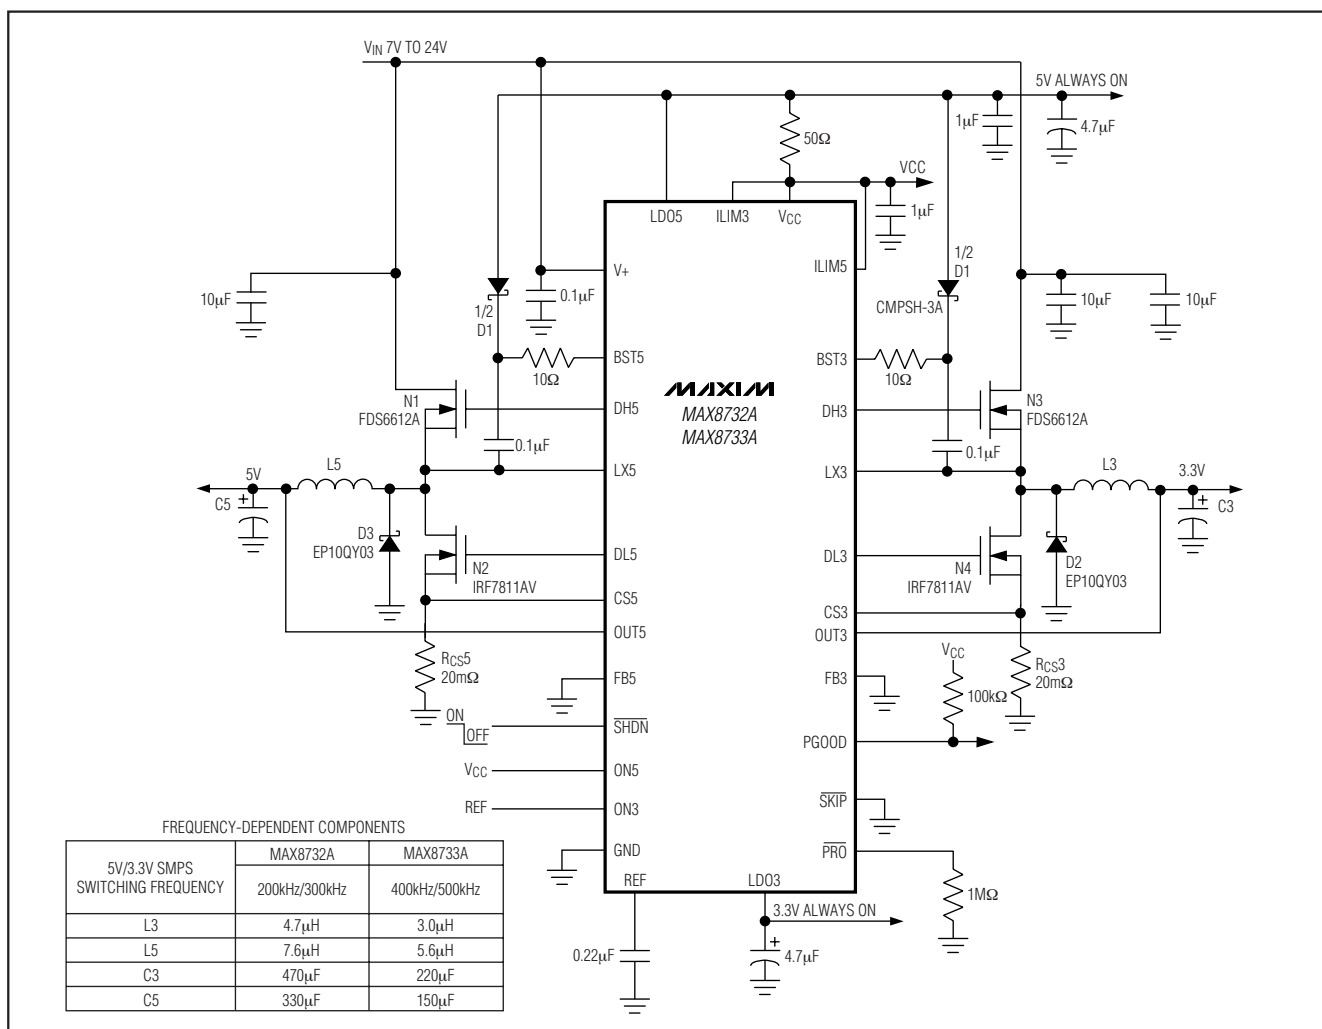 VIN 7V TO 24V
5V ALWAYS ON
1μF
4.7μF
50Ω
VCC
1μF
LDO5
ILIM3
VCC
V+
ILIM5
10μF
1/2
D1
0.1μF
1/2
D1
CMPSH-3A
10μF
10μF
BST5
10Ω
BST3
10Ω
MAXIM
MAX8732A
MAX8733A
N1
FDS6612A
DH5
DH3
N3
FDS6612A
0.1μF
0.1μF
LX5
LX3
5V
L5
C5
+
L3
3.3V
+
C3
D3
EP10QY03
N2
IRF7811AV
DL5
DL3
N4
IRF7811AV
D2
EP10QY03
CS5
CS3
OUT5
OUT3
RCS5
20mΩ
VCC
100kΩ
RCS3
20mΩ
FB5
FB3
ON
OFF
SHDN
PGOOD
VCC
ON5
REF
ON3
SKIP
GND
PRO
REF
LDO3
1MΩ
3.3V ALWAYS ON
0.22μF
+
4.7μF
FREQUENCY-DEPENDENT COMPONENTS
5V/3.3V SMPS
SWITCHING FREQUENCY
MAX8732A
MAX8733A
200kHz/300kHz
400kHz/500kHz
L3 4.7μH 3.0μH
L5 7.6μH 5.6μH
C3 470μF 220μF
C5 330μF 150μF